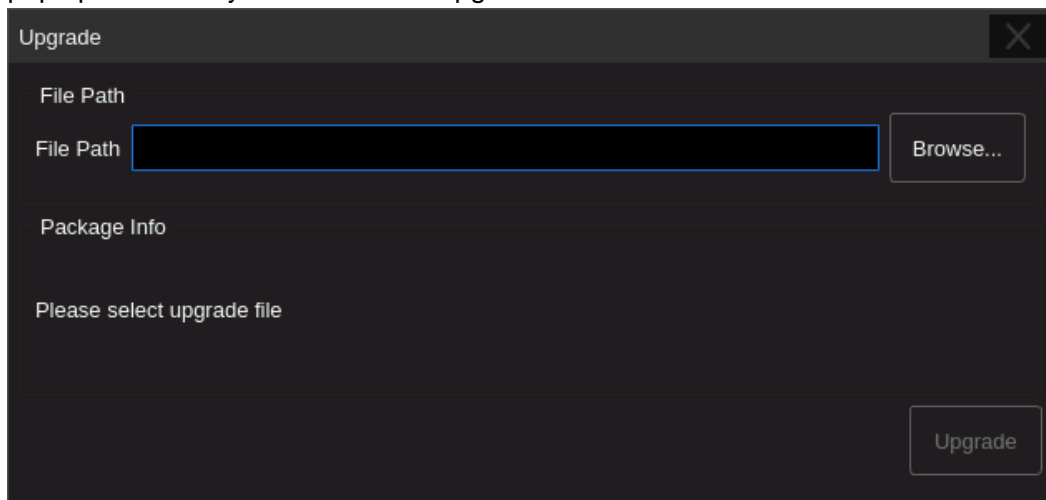 Upgrade
File Path
File Path
Browse...
Package Info
Please select upgrade file
Upgrade